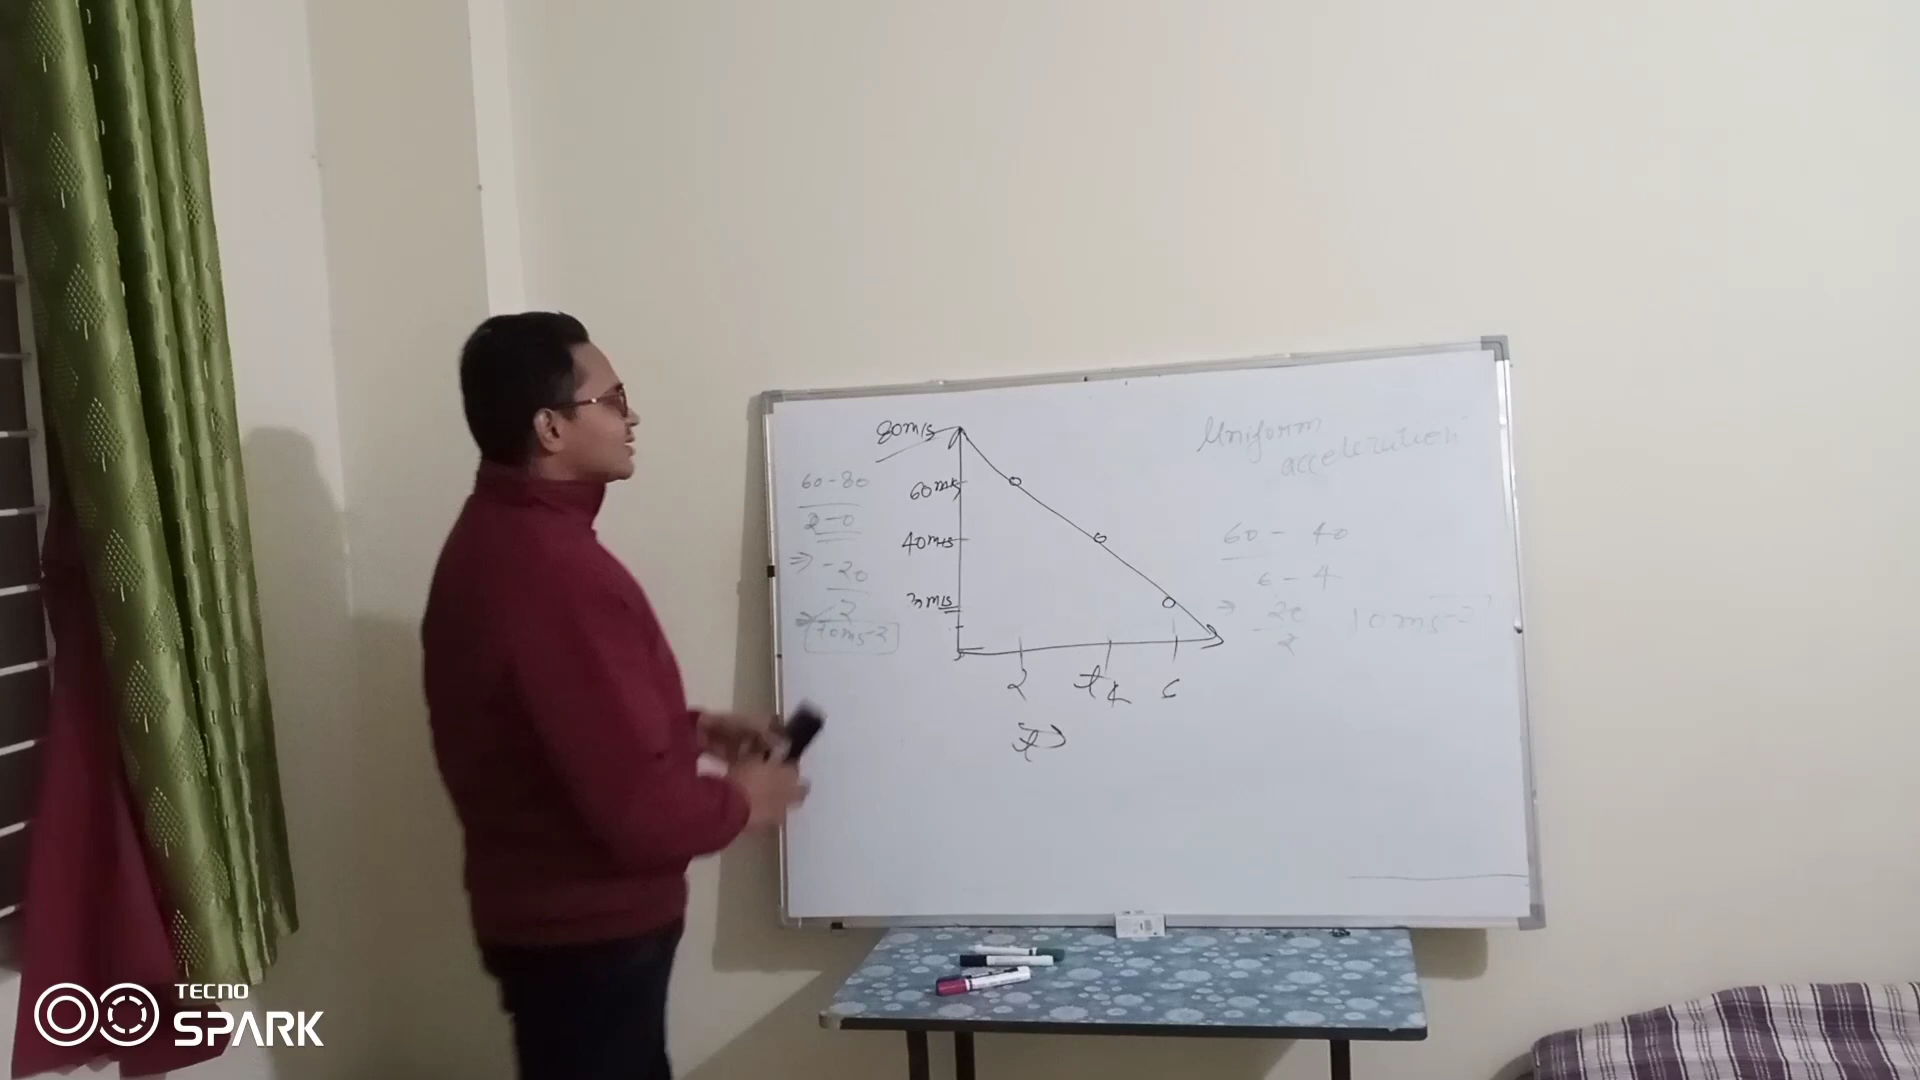 80m/s
60m/s
40m/s
60-80
2-0
⇒ -20
2
10ms-2
2
t 4
6
t
Uniform
acceleration
60 - 40
6 - 4
⇒ 20
2
10ms-2
TECNO
SPARK